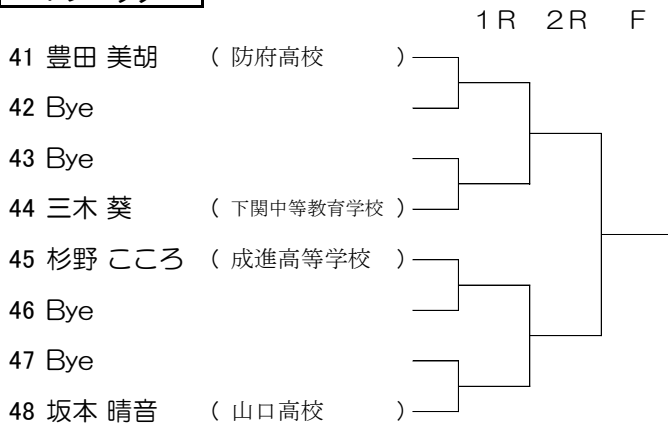 1R 2R F
41 豊田 美胡 ( 防府高校 )
42 Bye
43 Bye
44 三木 葵 ( 下関中等教育学校 )
45 杉野 こころ ( 成進高等学校 )
46 Bye
47 Bye
48 坂本 晴音 ( 山口高校 )